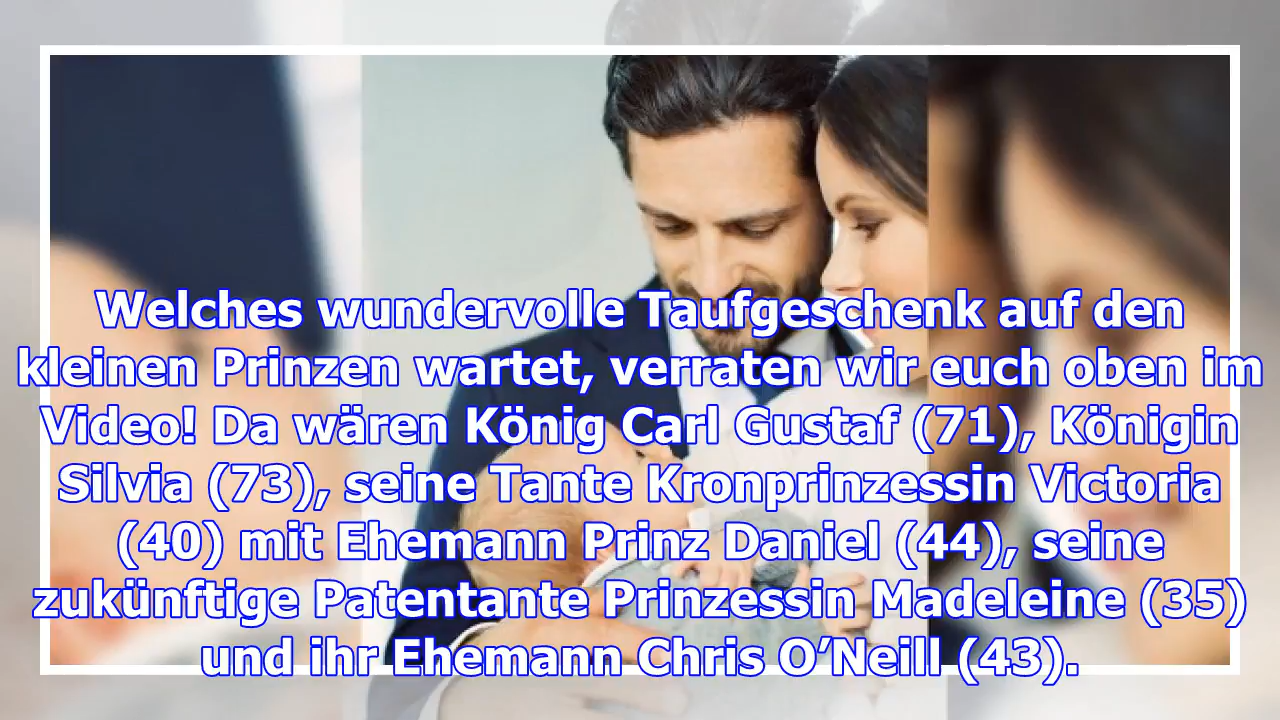 Welches wundervolle Taufgeschenk auf den
kleinen Prinzen wartet, verraten wir euch oben im
Video! Da wären König Carl Gustaf (71), Königin
Silvia (73), seine Tante Kronprinzessin Victoria
(40) mit Ehemann Prinz Daniel (44), seine
zukünftige Patentante Prinzessin Madeleine (35)
und ihr Ehemann Chris O’Neill (43).